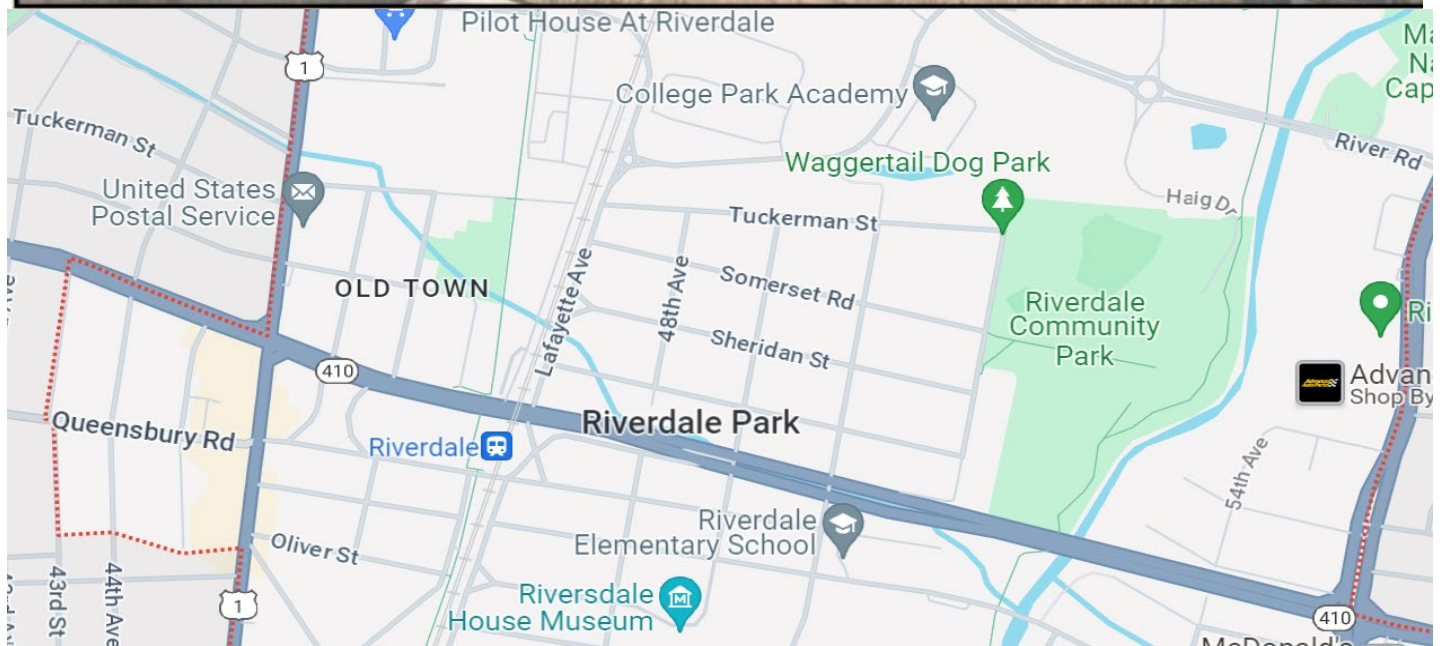 Pilot House At Riverdale
1
College Park Academy
Tuckerman St
River Rd
Waggertail Dog Park
United States
Postal Service
Haig Dr
Tuckerman St
OLD TOWN
Lafayette Ave
48th Ave
Somerset Rd
Riverdale
Community
Park
Sheridan St
410
Advan
Shop By
Queensbury Rd
Riverdale Park
Riverdale
54th Ave
Riverdale
Elementary School
Oliver St
43rd St
44th Ave
1
Riversdale
House Museum
410